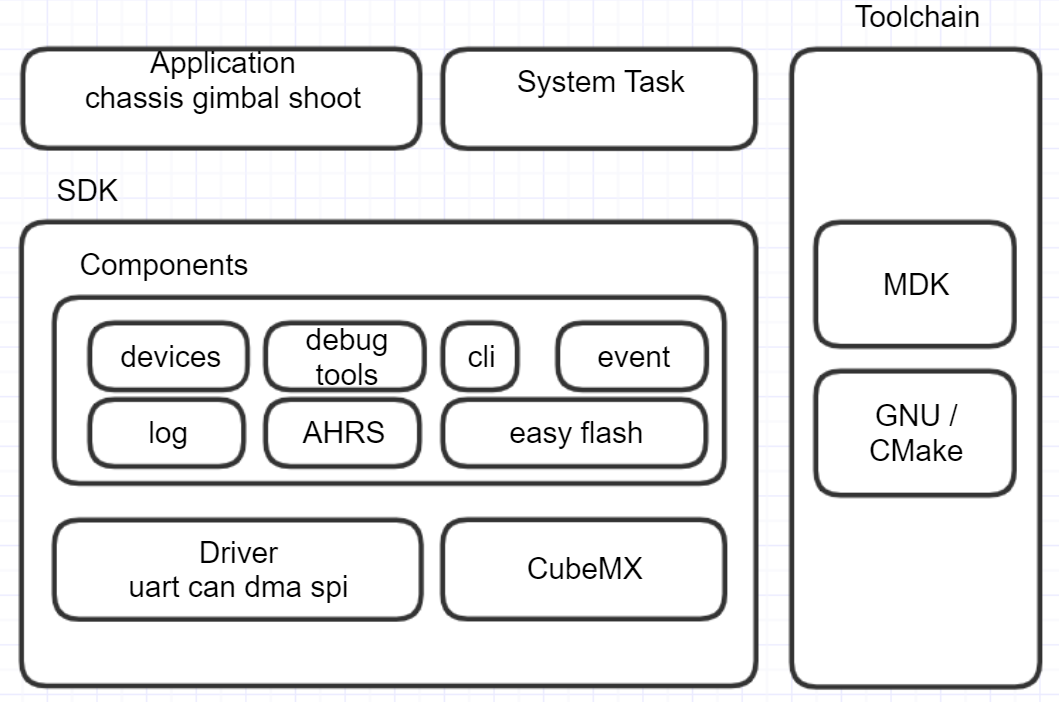 Toolchain
Application
chassis gimbal shoot
System Task
SDK
Components
devices
debug
tools
cli
event
log
AHRS
easy flash
Driver
uart can dma spi
CubeMX
MDK
GNU /
CMake